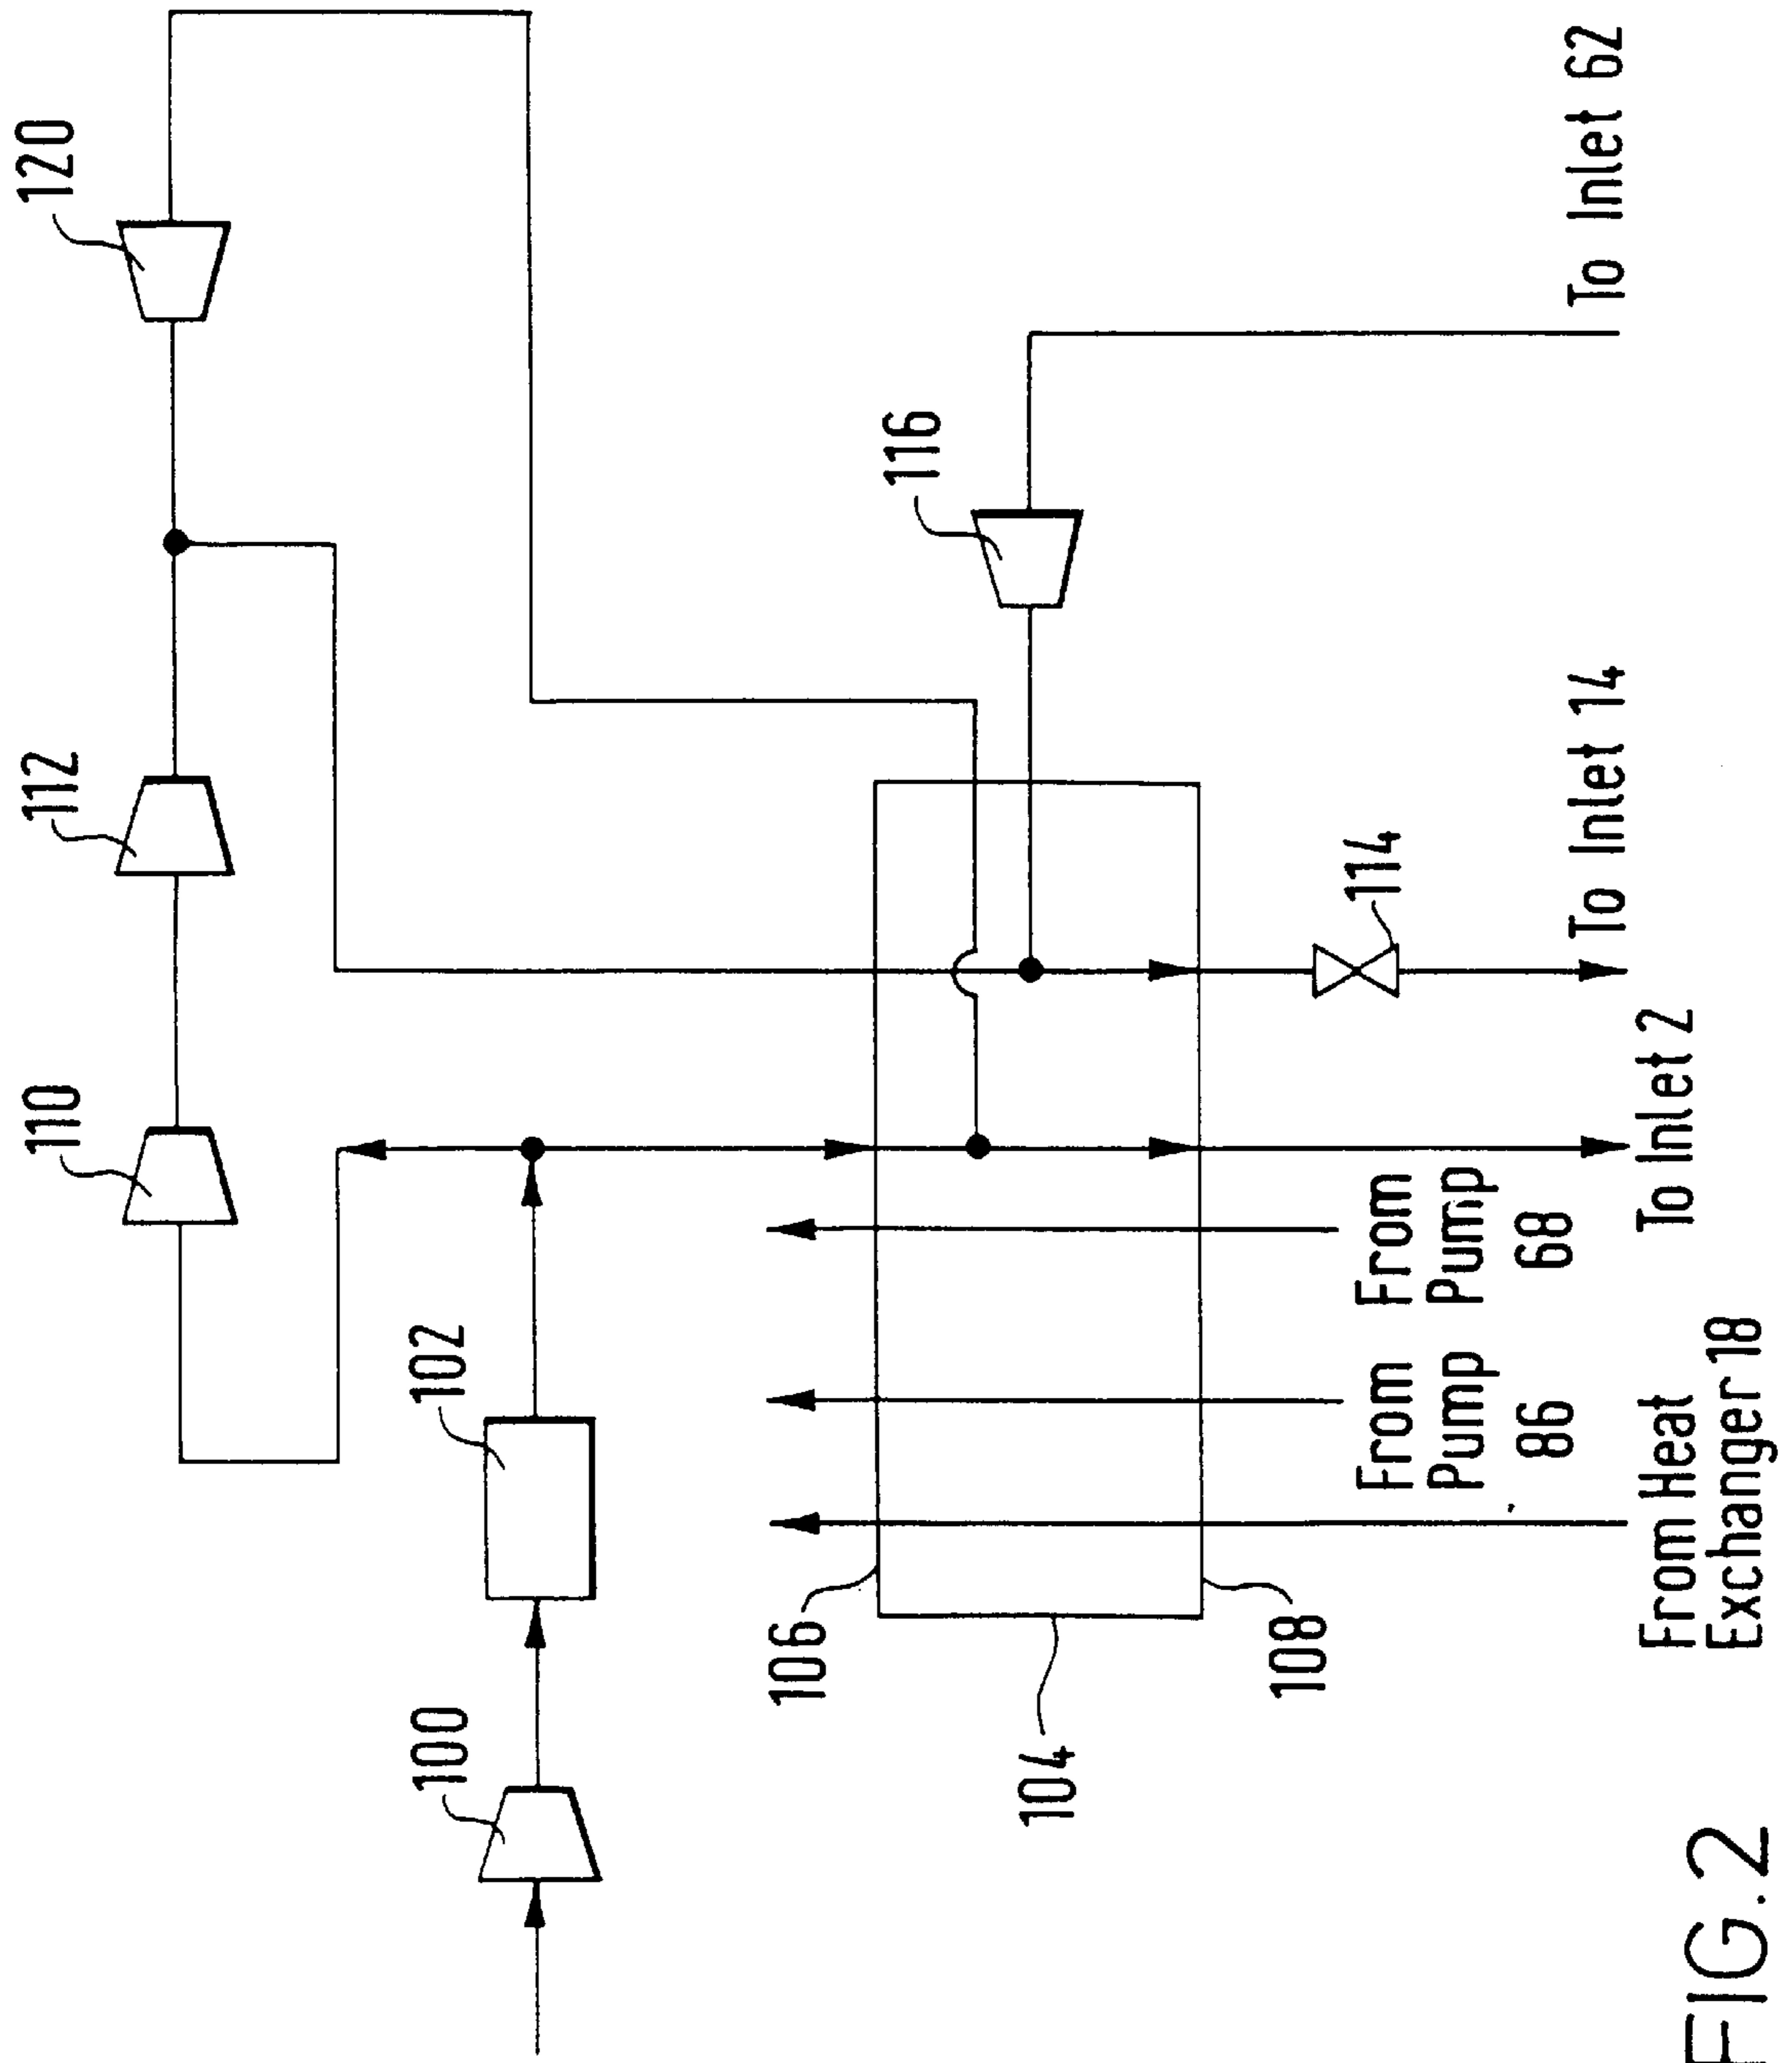 110
112
120
100
102
116
106
104
108
114
From
Pump
86
From
Pump
68
From Heat
Exchanger 18
To Inlet 2
To Inlet 14
To Inlet 62
FIG.2